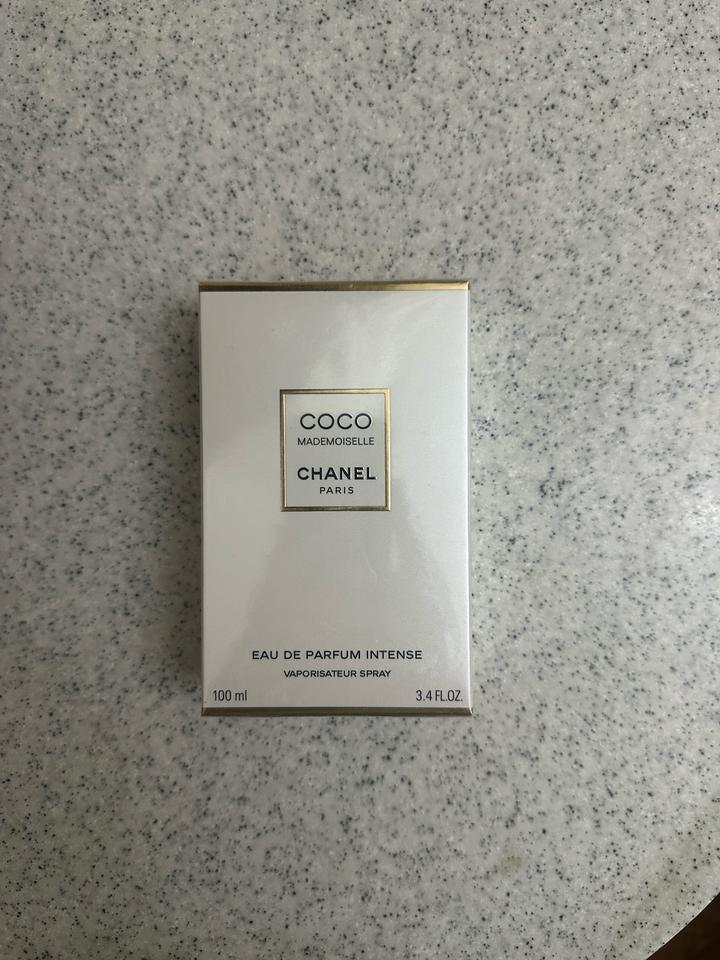 COCO
MADEMOISELLE
CHANEL
PARIS
EAU DE PARFUM INTENSE
VAPORISATEUR SPRAY
100 ml 3.4 FL.OZ.